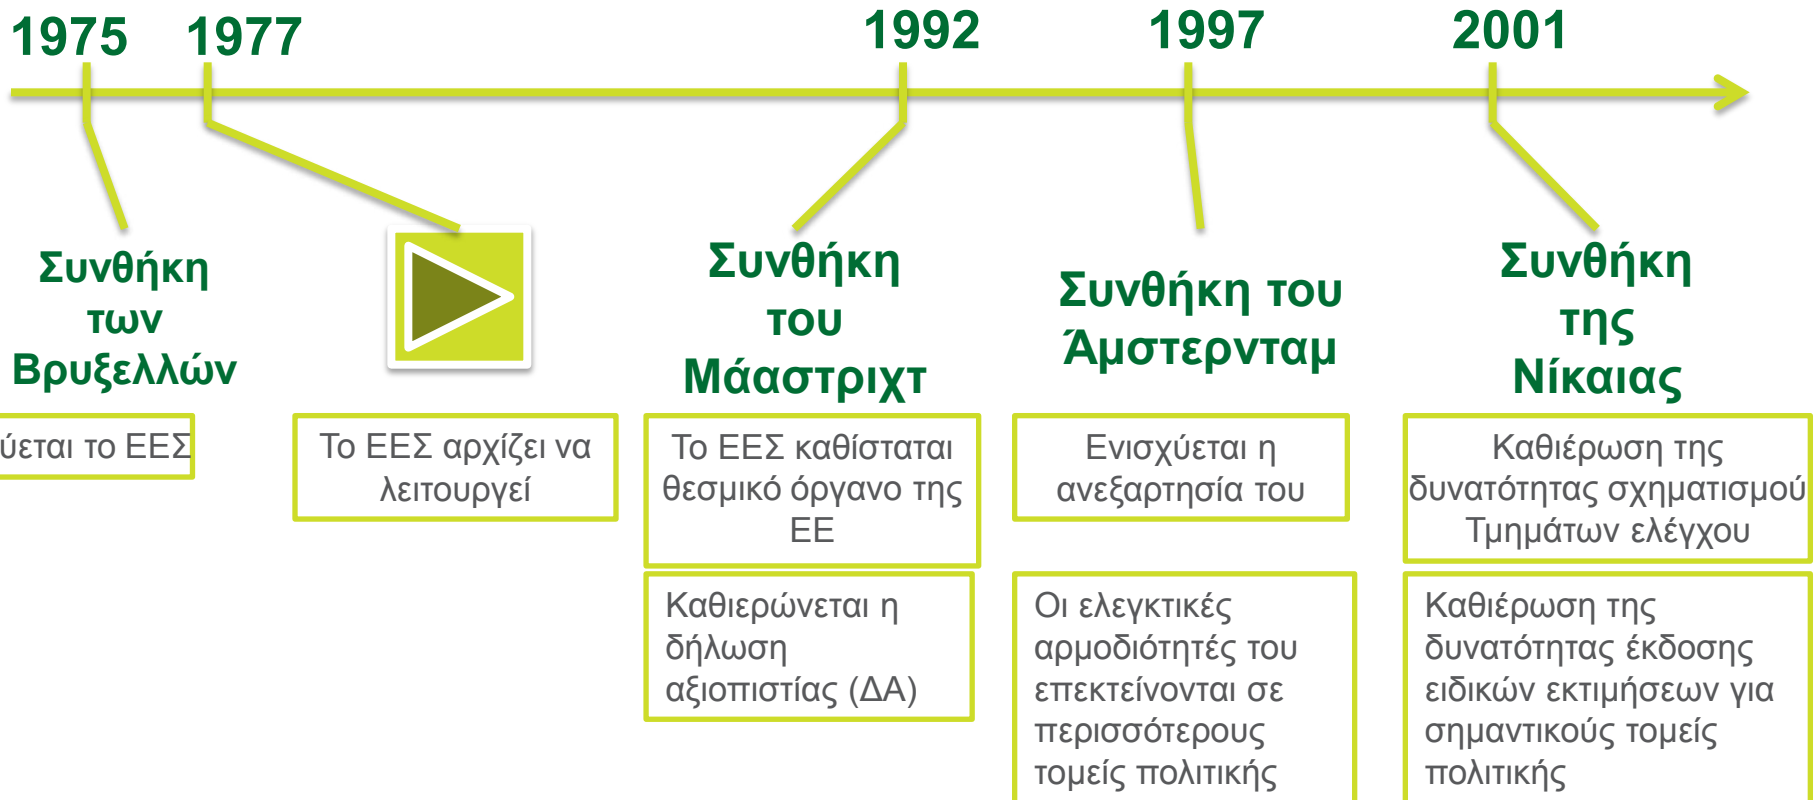 1975 1977 1992 1997 2001
Συνθήκη
των
Βρυξελλών
Συνθήκη
του
Μάαστριχτ
Συνθήκη του
Άμστερνταμ
Συνθήκη
της
Νίκαιας
το ΕΕΣ
Το ΕΕΣ αρχίζει να
λειτουργεί
Το ΕΕΣ καθίσταται
θεσμικό όργανο της
ΕΕ
Καθιερώνεται η
δήλωση
αξιοπιστίας (ΔΑ)
Ενισχύεται η
ανεξαρτησία του
Οι ελεγκτικές
αρμοδιότητές του
επεκτείνονται σε
περισσότερους
τομείς πολιτικής
Καθιέρωση της
δυνατότητας σχηματισμού
Τμημάτων ελέγχου
Καθιέρωση της
δυνατότητας έκδοσης
ειδικών εκτιμήσεων για
σημαντικούς τομείς
πολιτικής